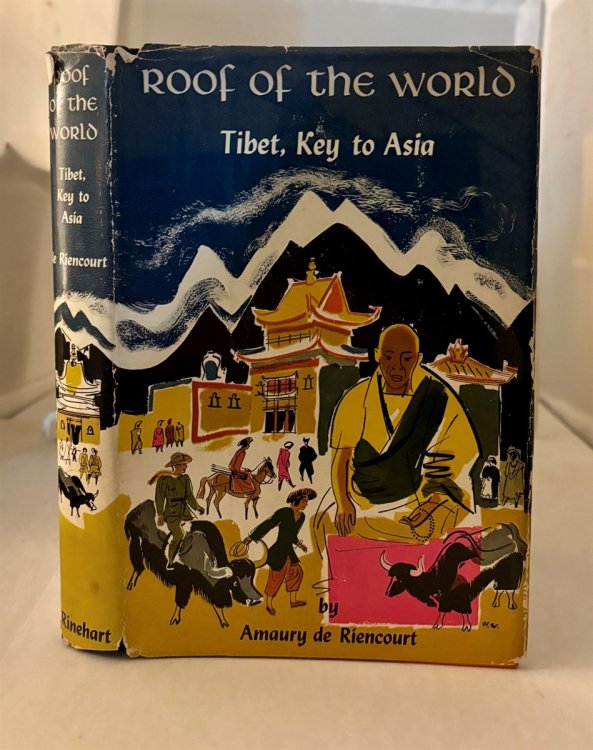 ROOF OF THE WORLD
Tibet, Key to Asia
by
Amaury de Riencourt
ROOF
OF THE
WORLD
Tibet,
Key to
Asia
de Riencourt
Rinehart